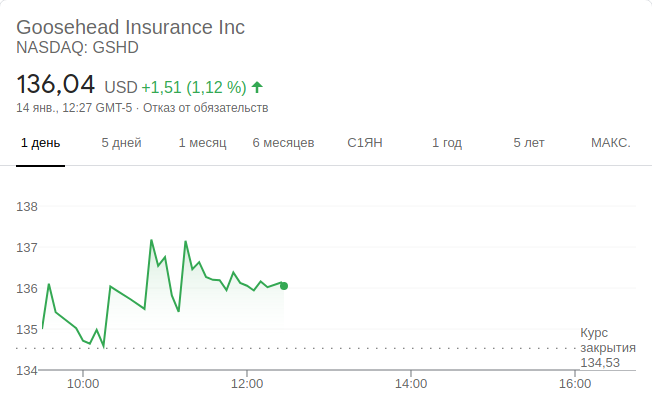 Goosehead Insurance Inc
NASDAQ: GSHD
136,04 USD +1,51 (1,12 %)
14 янв., 12:27 GMT-5 · Отказ от обязательств
1 день 5 дней 1 месяц 6 месяцев С1ЯН 1 год 5 лет МАКС.
138
137
136
135
Курс
закрытия
134,53
134
10:00 12:00 14:00 16:00